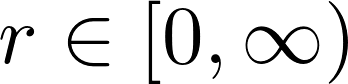 r ∈ [0, ∞)